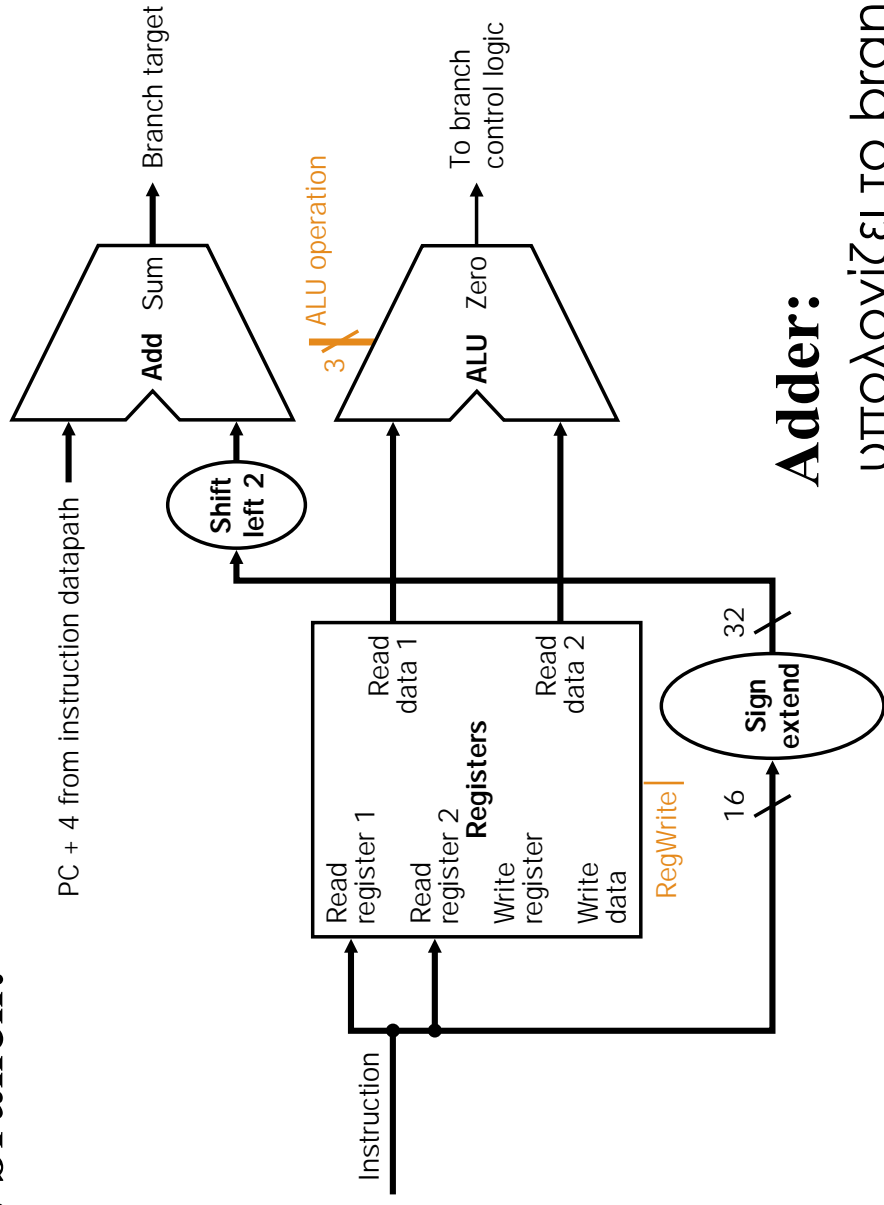 Branch target
PC + 4 from instruction datapath
Add
Sum
Shift
left 2
ALU operation
3
Instruction
Read
register 1
Read
register 2
Write
register
Write
data
Registers
Read
data 1
Read
data 2
ALU
Zero
To branch
control logic
RegWrite
16
Sign
extend
32
Adder:
υπολογίζει το bran